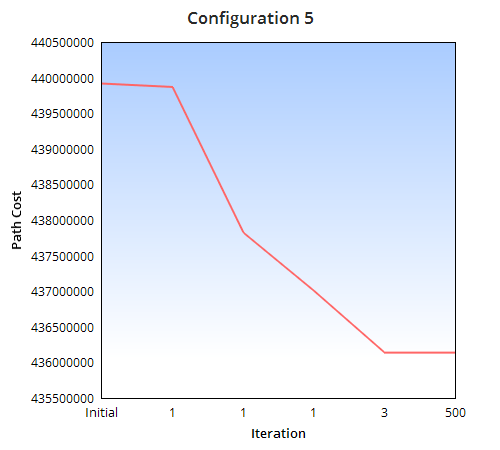 Configuration 5
440500000
440000000
439500000
439000000
438500000
438000000
437500000
437000000
436500000
436000000
435500000
Path Cost
Initial 1 1 1 3 500
Iteration